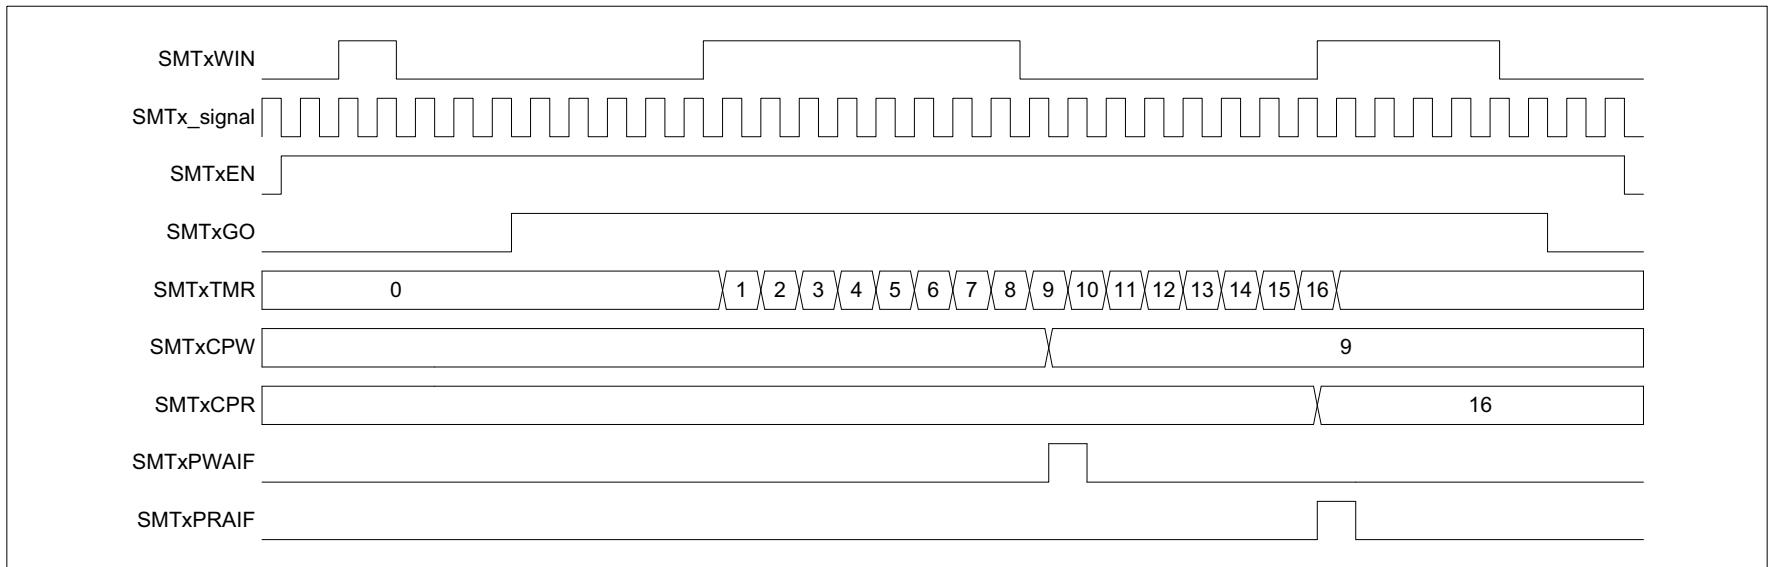 SMTxWIN
SMTx_signal
SMTxEN
SMTxGO
SMTxTMR 0 1 2 3 4 5 6 7 8 9 10 11 12 13 14 15 16
SMTxCPW 9
SMTxCPR 16
SMTxPWAIF
SMTxPRAIF